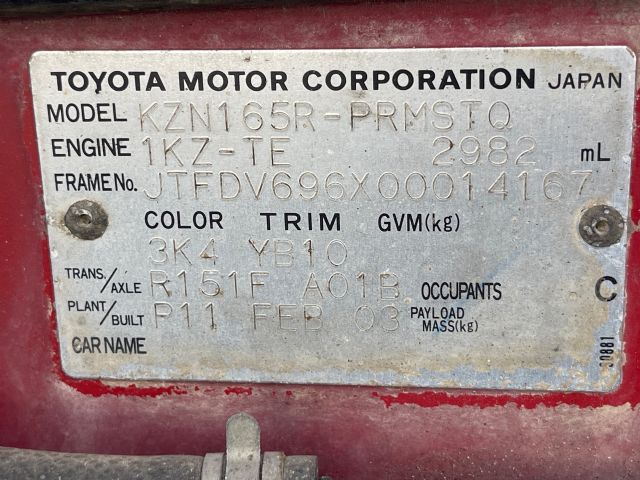 TOYOTA MOTOR CORPORATION JAPAN
MODEL KZN165R-PRMSTQ
ENGINE 1KZ-TE 2982 mL
FRAME No. JTFDV696X00014167
COLOR TRIM GVM(kg)
3K4 YB10
TRANS./AXLE R151F A01B OCCUPANTS C
PLANT/BUILT P11 FEB 03 PAYLOAD MASS(kg)
CAR NAME